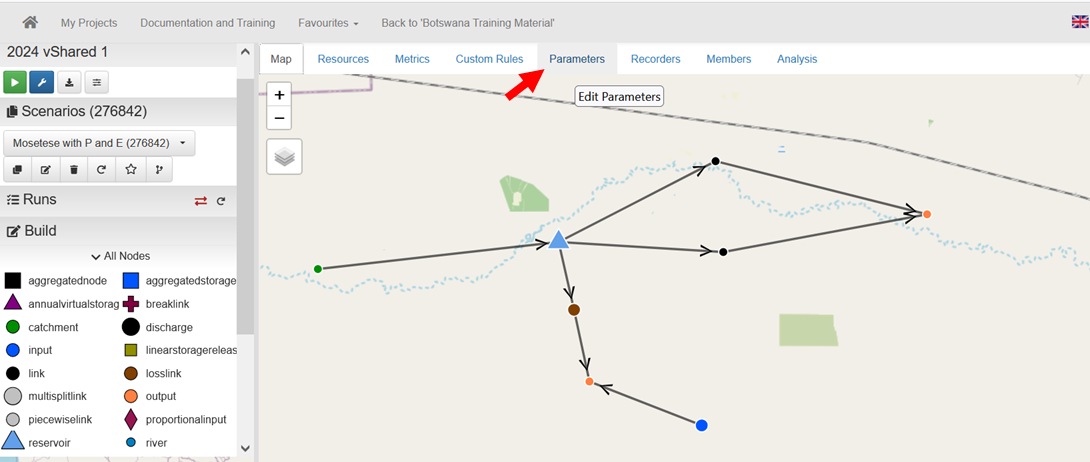 My Projects
Documentation and Training
Favourites
Back to 'Botswana Training Material'
2024 vShared 1
Map
Resources
Metrics
Custom Rules
Parameters
Recorders
Members
Analysis
Edit Parameters
+
−
Scenarios (276842)
Mosetese with P and E (276842)
Runs
Build
All Nodes
aggregatednode
aggregatedstorage
annualvirtualstorag
breaklink
catchment
discharge
input
linearstoragereleas
link
losslink
multisplitlink
output
piecewiselink
proportionalinput
reservoir
river